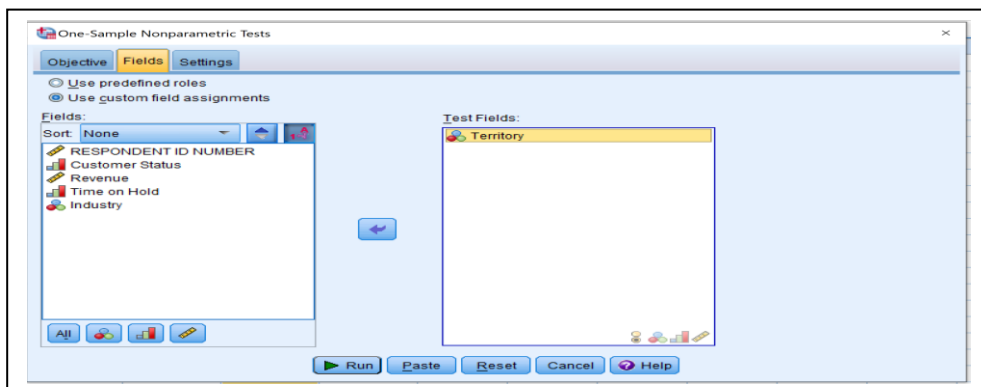 One-Sample Nonparametric Tests
Objective Fields Settings
Use predefined roles
Use custom field assignments
Fields:
Test Fields:
Sort: None
Territory
RESPONDENT ID NUMBER
Customer Status
Revenue
Time on Hold
Industry
All
Run Paste Reset Cancel Help